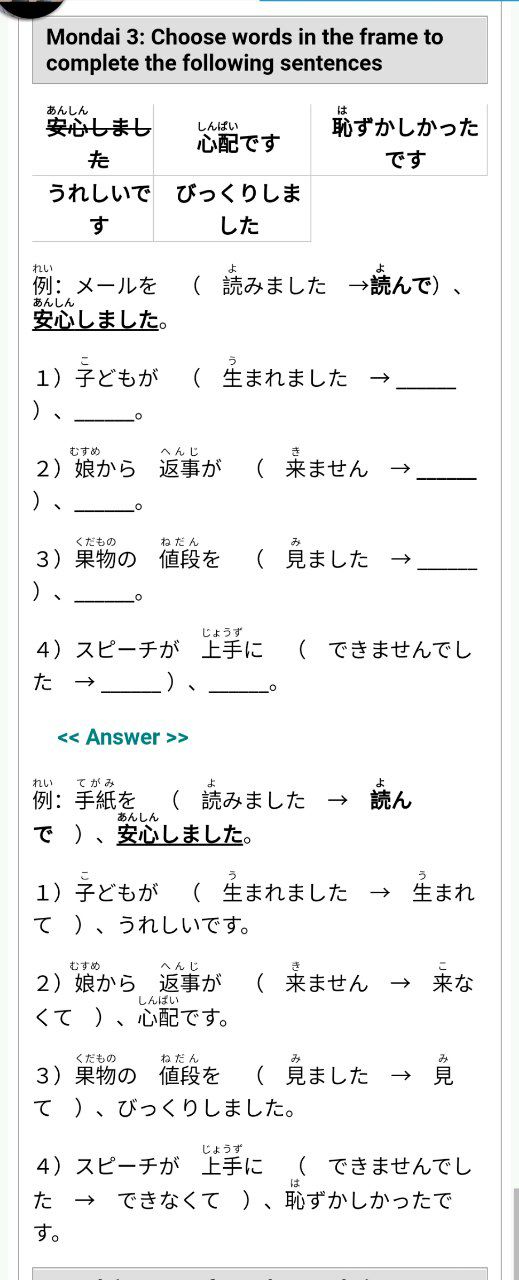 Mondai 3: Choose words in the frame to
complete the following sentences
あんしん
安心しまし
た
しんぱい
心配です
は
恥ずかしかった
です
うれしいで
す
びっくりしま
した
れい よ よ
例: メールを （ 読みました →読んで）、
あんしん
安心しました。
こ う
1）子どもが （ 生まれました →______
）、______。
むすめ へんじ き
2）娘から 返事が （ 来ません →______
）、______。
くだもの ねだん み
3）果物の 値段を （ 見ました →______
）、______。
じょうず
4）スピーチが 上手に （ できませんでし
た →______ ）、______。
<< Answer >>
れい てがみ よ よ
例: 手紙を （ 読みました → 読ん
あんしん
で ）、安心しました。
こ う う
1）子どもが （ 生まれました → 生まれ
て ）、うれしいです。
むすめ へんじ き こ
2）娘から 返事が （ 来ません → 来な
しんぱい
くて ）、心配です。
くだもの ねだん み み
3）果物の 値段を （ 見ました → 見
て ）、びっくりしました。
じょうず
4）スピーチが 上手に （ できませんでし
は
た → できなくて ）、恥ずかしかったで
す。